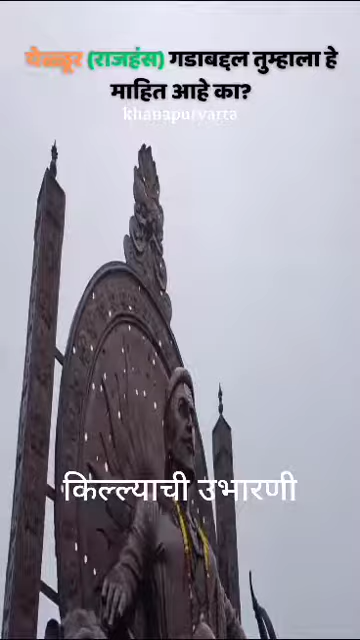 येळ्ळूर (राजहंस) गडाबद्दल तुम्हाला हे
माहित आहे का?
khanapurvarta
किल्ल्याची उभारणी